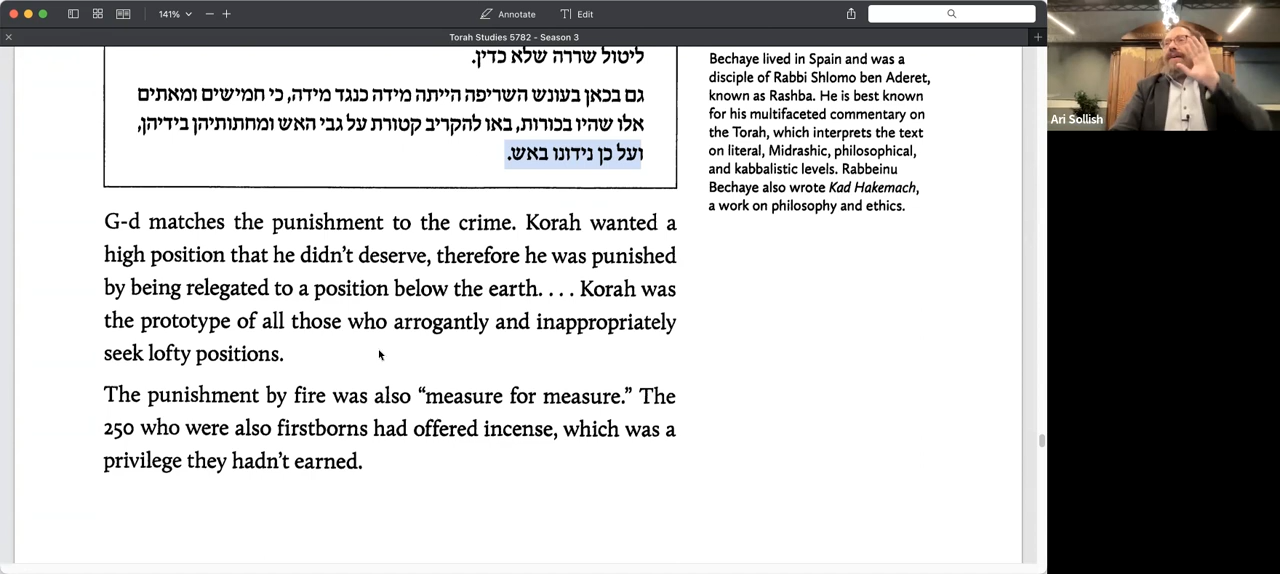 141%
Annotate
Edit
Torah Studies 5782 - Season 3
ליטול שררה שלא כדין.
גם בכאן בעונש השריפה הייתה מידה כנגד מידה, כי חמישים ומאתים
אלו שהיו בכורות, באו להקריב קטורת על גבי האש ומחתותיהן בידיהן,
ועל כן נידונו באש.
G-d matches the punishment to the crime. Korah wanted a
high position that he didn't deserve, therefore he was punished
by being relegated to a position below the earth. . . . Korah was
the prototype of all those who arrogantly and inappropriately
seek lofty positions.
The punishment by fire was also “measure for measure.” The
250 who were also firstborns had offered incense, which was a
privilege they hadn't earned.
Bechaye lived in Spain and was a
disciple of Rabbi Shlomo ben Aderet,
known as Rashba. He is best known
for his multifaceted commentary on
the Torah, which interprets the text
on literal, Midrashic, philosophical,
and kabbalistic levels. Rabbeinu
Bechaye also wrote Kad Hakemach,
a work on philosophy and ethics.
Ari Sollish